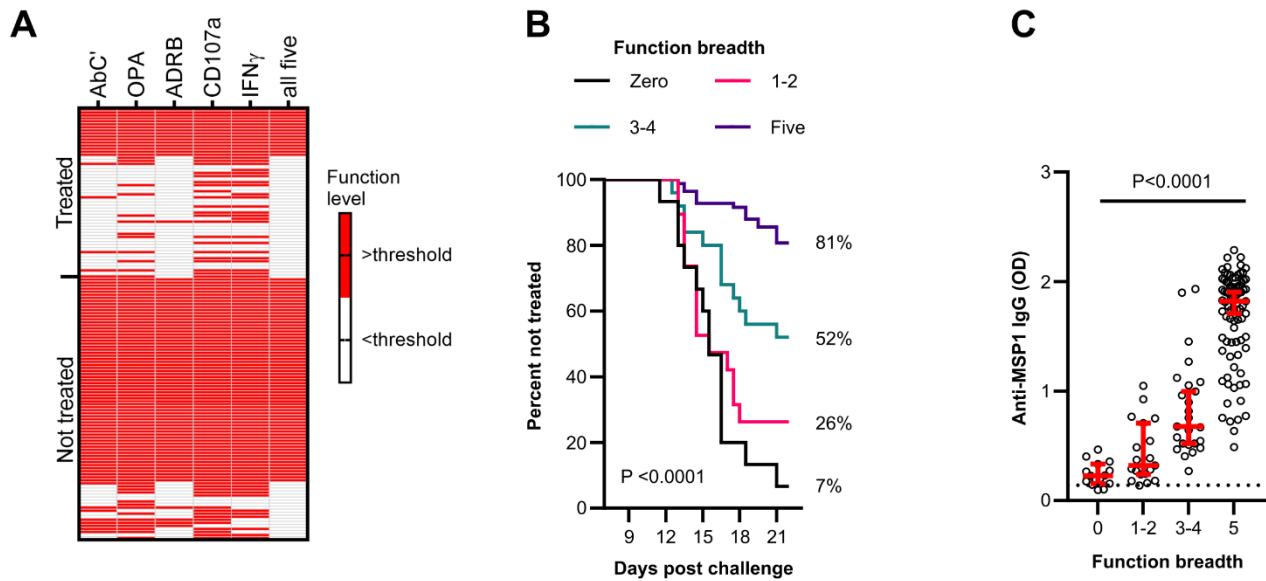 A
AbC'
OPA
ADRB
CD107a
IFNγ
all five
Treated
Not treated
Function
level
>threshold
<threshold
B
Function breadth
Zero
1-2
3-4
Five
Percent not treated
100
80
60
40
20
0
81%
52%
26%
7%
P <0.0001
9 12 15 18 21
Days post challenge
C
P<0.0001
Anti-MSP1 IgG (OD)
3
2
1
0
0 1-2 3-4 5
Function breadth